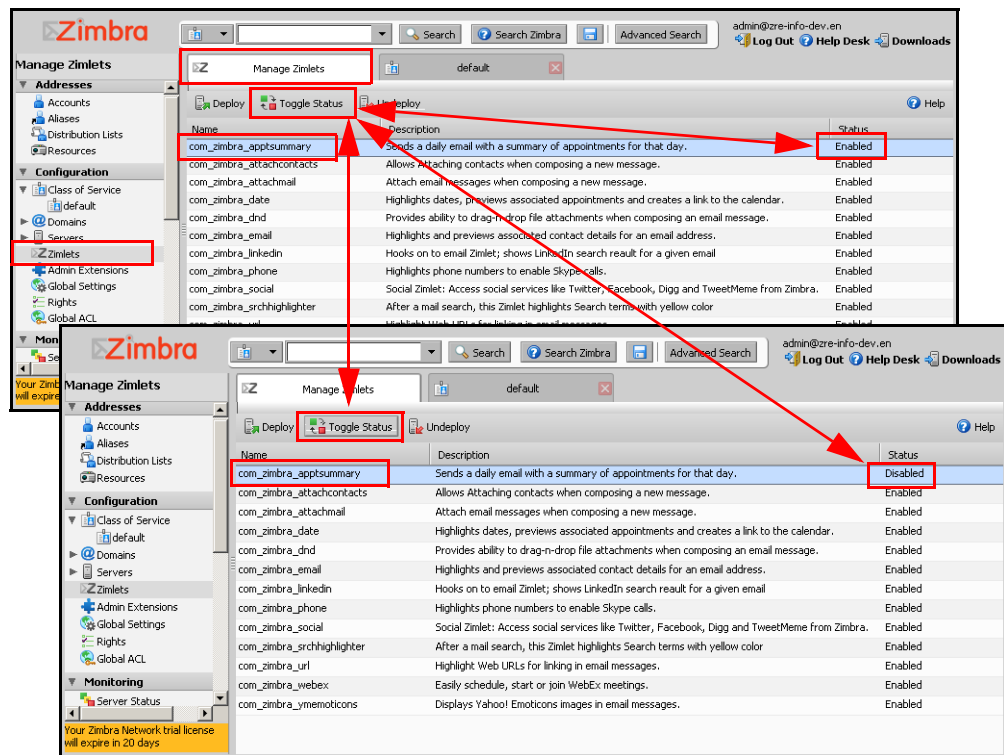 Zimbra
Search Search Zimbra Advanced Search
admin@zre-info-dev.en
Log Out Help Desk Downloads
Manage Zimlets
Addresses
Accounts
Aliases
Distribution Lists
Resources
Configuration
Class of Service
default
Domains
Servers
Zimlets
Admin Extensions
Global Settings
Rights
Global ACL
Mon
Se
Your Zimb
will expire
Manage Zimlets default
Deploy Toggle Status Undeploy Help
Name Description Status
com_zimbra_apptsummary Sends a daily email with a summary of appointments for that day. Enabled
com_zimbra_attachcontacts Allows Attaching contacts when composing a new message. Enabled
com_zimbra_attachmail Attach email messages when composing a new message. Enabled
com_zimbra_date Highlights dates, previews associated appointments and creates a link to the calendar. Enabled
com_zimbra_dnd Provides ability to drag-n-drop file attachments when composing an email message. Enabled
com_zimbra_email Highlights and previews associated contact details for an email address. Enabled
com_zimbra_linkedin Hooks on to email Zimlet; shows LinkedIn search reault for a given email Enabled
com_zimbra_phone Highlights phone numbers to enable Skype calls. Enabled
com_zimbra_social Social Zimlet: Access social services like Twitter, Facebook, Digg and TweetMeme from Zimbra. Enabled
com_zimbra_srchhighlighter After a mail search, this Zimlet highlights Search terms with yellow color Enabled
Zimbra
Search Search Zimbra Advanced Search
admin@zre-info-dev.en
Log Out Help Desk Downloads
Manage Zimlets
Addresses
Accounts
Aliases
Distribution Lists
Resources
Configuration
Class of Service
default
Domains
Servers
Zimlets
Admin Extensions
Global Settings
Rights
Global ACL
Monitoring
Server Status
Your Zimbra Network trial license
will expire in 20 days
Manage Zimlets default
Deploy Toggle Status Undeploy Help
Name Description Status
com_zimbra_apptsummary Sends a daily email with a summary of appointments for that day. Disabled
com_zimbra_attachcontacts Allows Attaching contacts when composing a new message. Enabled
com_zimbra_attachmail Attach email messages when composing a new message. Enabled
com_zimbra_date Highlights dates, previews associated appointments and creates a link to the calendar. Enabled
com_zimbra_dnd Provides ability to drag-n-drop file attachments when composing an email message. Enabled
com_zimbra_email Highlights and previews associated contact details for an email address. Enabled
com_zimbra_linkedin Hooks on to email Zimlet; shows LinkedIn search reault for a given email Enabled
com_zimbra_phone Highlights phone numbers to enable Skype calls. Enabled
com_zimbra_social Social Zimlet: Access social services like Twitter, Facebook, Digg and TweetMeme from Zimbra. Enabled
com_zimbra_srchhighlighter After a mail search, this Zimlet highlights Search terms with yellow color Enabled
com_zimbra_url Highlight Web URLs for linking in email messages. Enabled
com_zimbra_webex Easily schedule, start or join WebEx meetings. Enabled
com_zimbra_ymemoticons Displays Yahoo! Emoticons images in email messages. Enabled